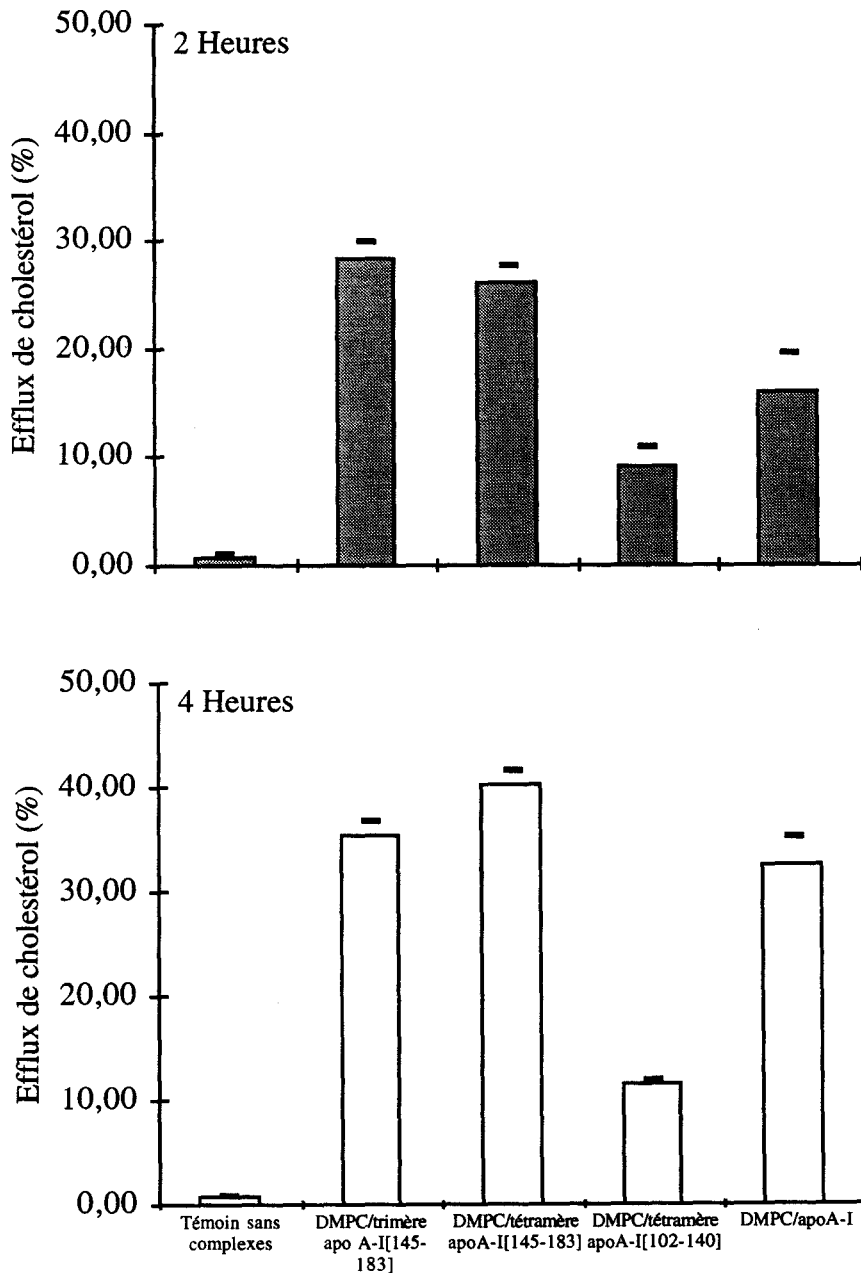 50,00
2 Heures
40,00
30,00
20,00
10,00
0,00
Efflux de cholestérol (%)
50,00
4 Heures
40,00
30,00
20,00
10,00
0,00
Efflux de cholestérol (%)
Témoin sans
complexes
DMPC/trimère
apo A-I[145-
183]
DMPC/tétramère
apoA-I[145-183]
DMPC/tétramère
apoA-I[102-140]
DMPC/apoA-I